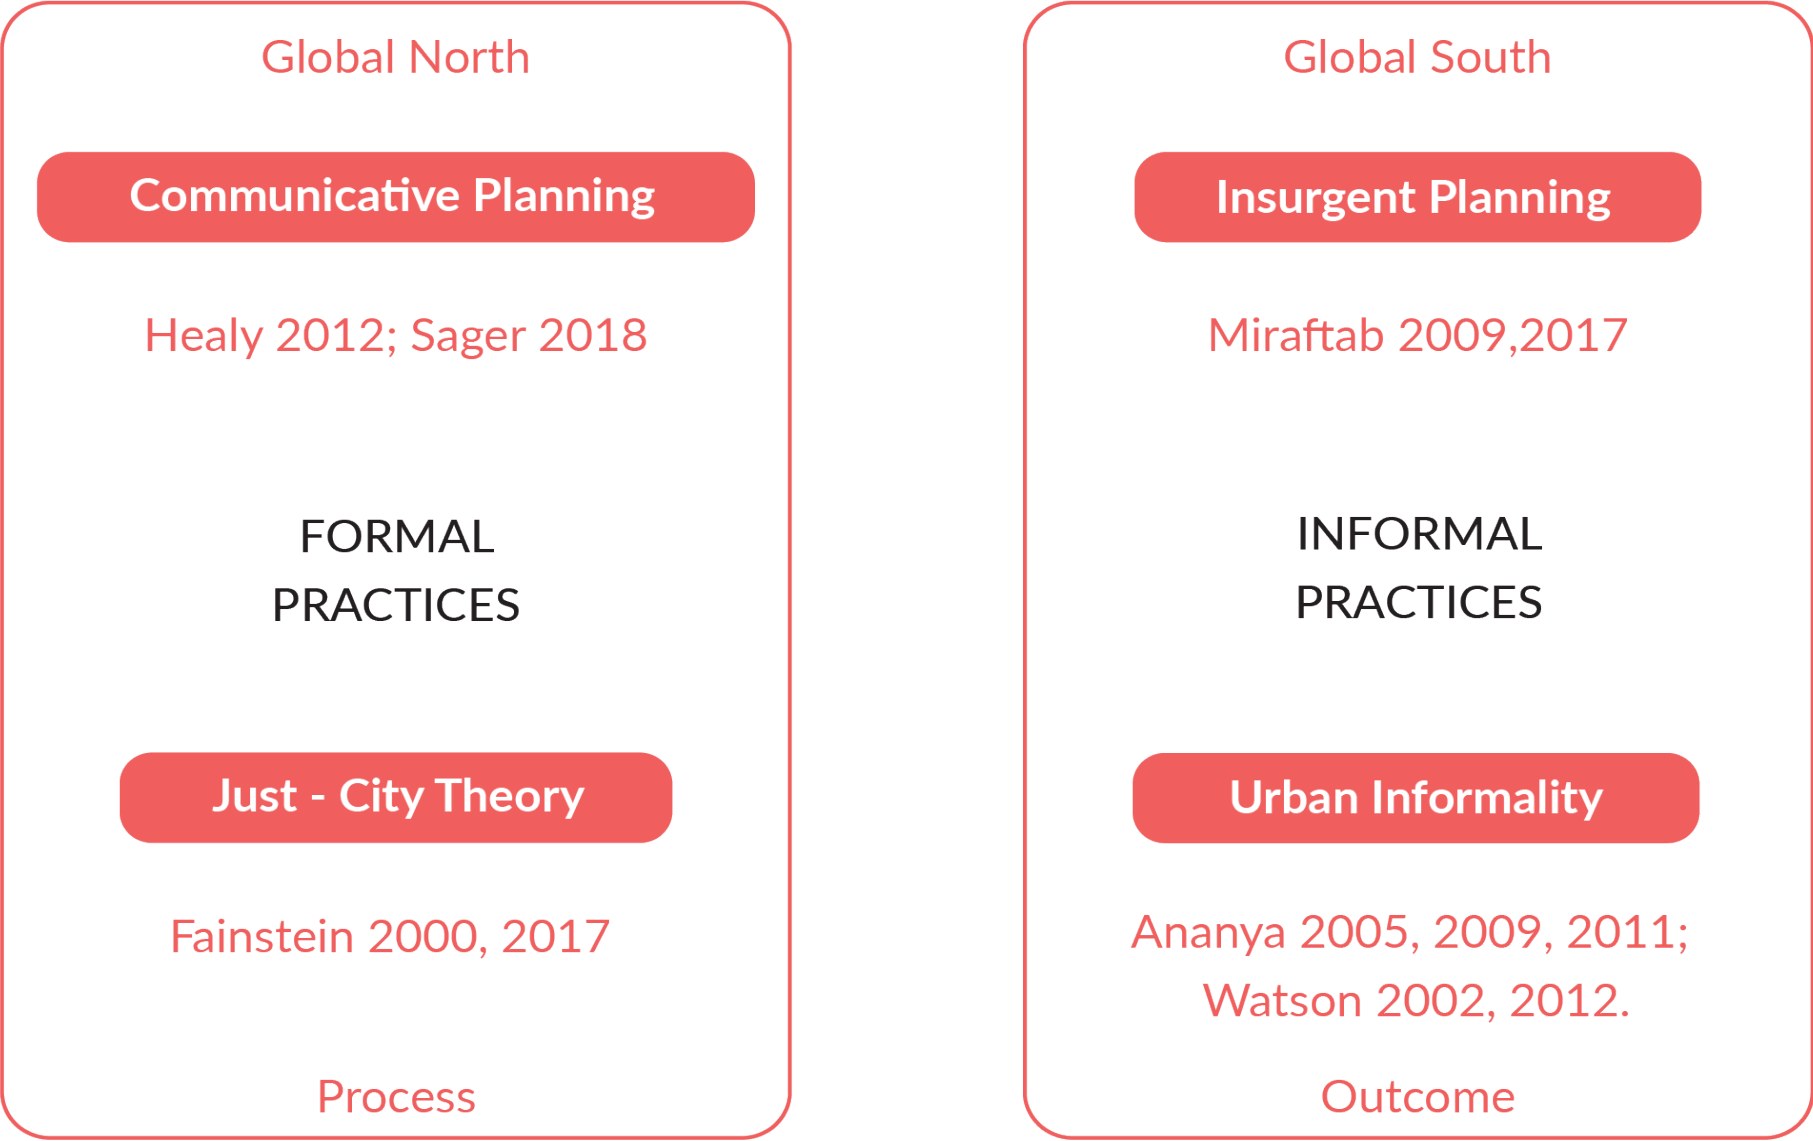 Global North
Communicative Planning
Healy 2012; Sager 2018
FORMAL
PRACTICES
Just - City Theory
Fainstein 2000, 2017
Process
Global South
Insurgent Planning
Miraftab 2009,2017
INFORMAL
PRACTICES
Urban Informality
Ananya 2005, 2009, 2011;
Watson 2002, 2012.
Outcome